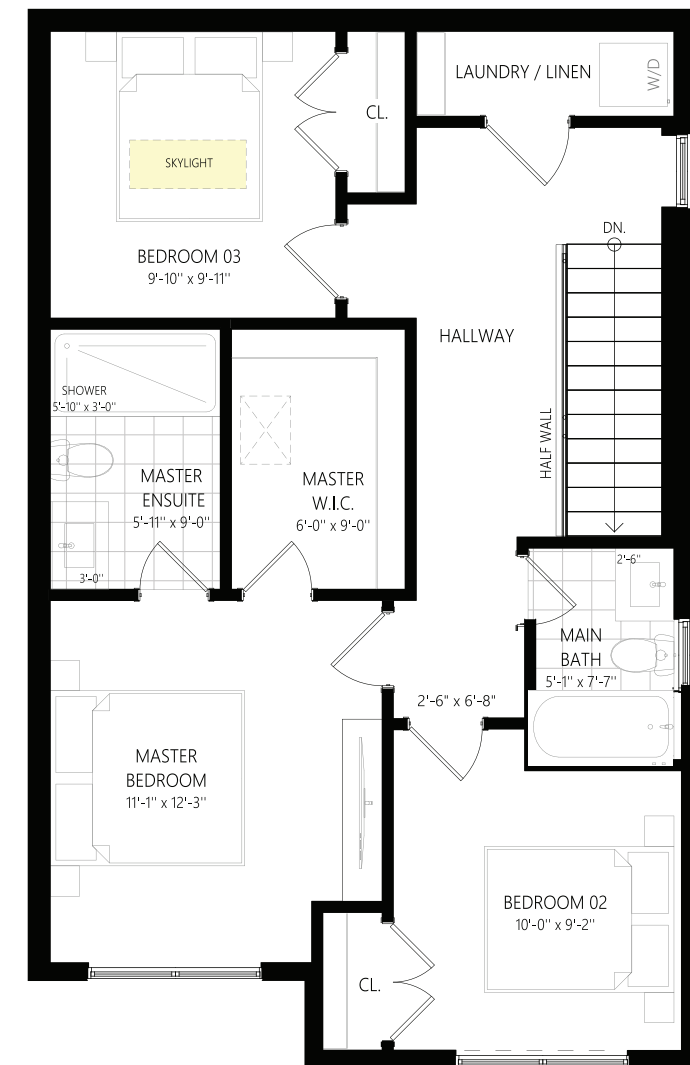 LAUNDRY / LINEN
W/D
CL.
SKYLIGHT
BEDROOM 03
9'-10" x 9'-11"
DN.
HALLWAY
HALF WALL
SHOWER
5'-10" x 3'-0"
MASTER
ENSUITE
5'-11" x 9'-0"
3'-0"
MASTER
W.I.C.
6'-0" x 9'-0"
2'-6"
MAIN
BATH
5'-1" x 7'-7"
2'-6" x 6'-8"
MASTER
BEDROOM
11'-1" x 12'-3"
BEDROOM 02
10'-0" x 9'-2"
CL.